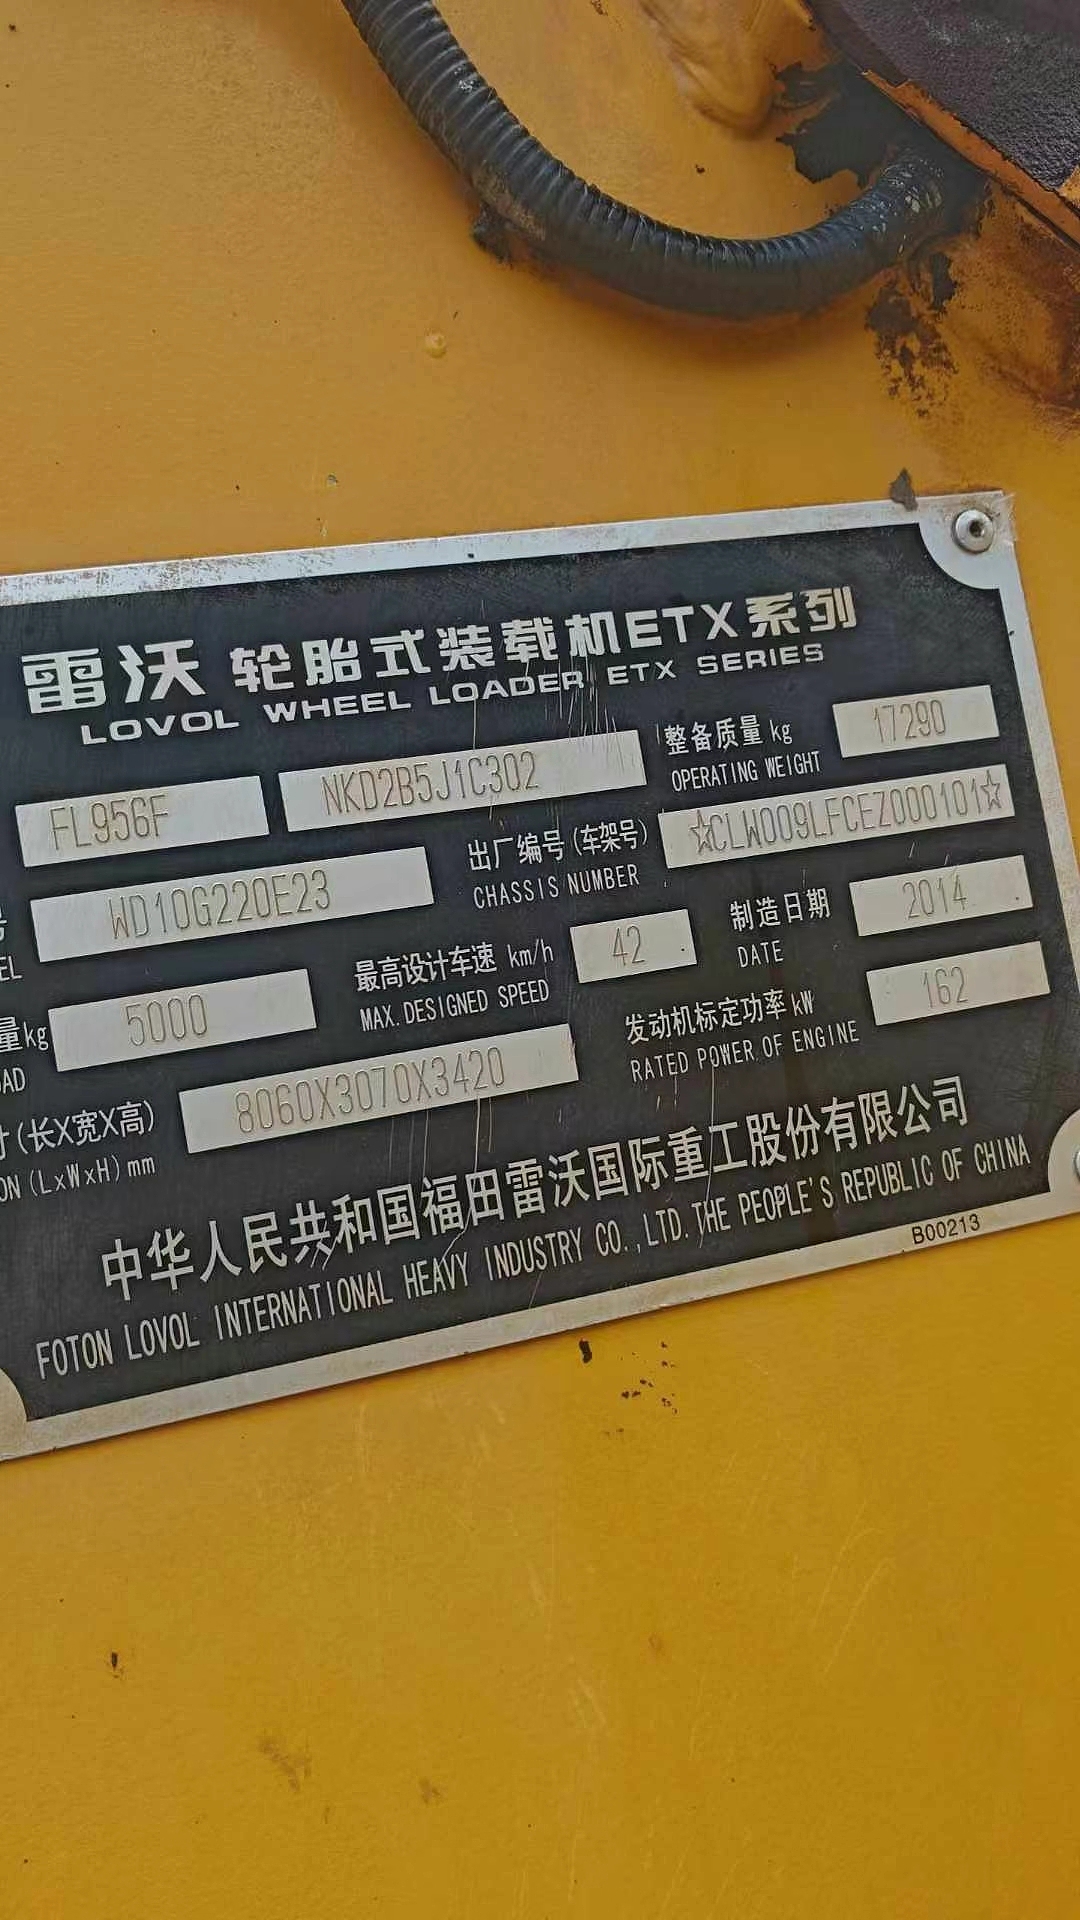 雷沃 轮胎式装载机ETX系列
LOVOL WHEEL LOADER ETX SERIES
FL956F NKD2B5J1C302 整备质量 kg 17290
OPERATING WEIGHT
号 WD10G220E23 出厂编号(车架号) ☆CLW009LFCEZ000101☆
EL CHASSIS NUMBER
量kg 5000 最高设计车速 km/h 42 制造日期 2014
AD MAX. DESIGNED SPEED DATE
寸(长X宽X高) 8060X3070X3420 发动机标定功率 kW 162
ON (LxWxH) mm RATED POWER OF ENGINE
中华人民共和国福田雷沃国际重工股份有限公司
FOTON LOVOL INTERNATIONAL HEAVY INDUSTRY CO., LTD. THE PEOPLE'S REPUBLIC OF CHINA
B00213